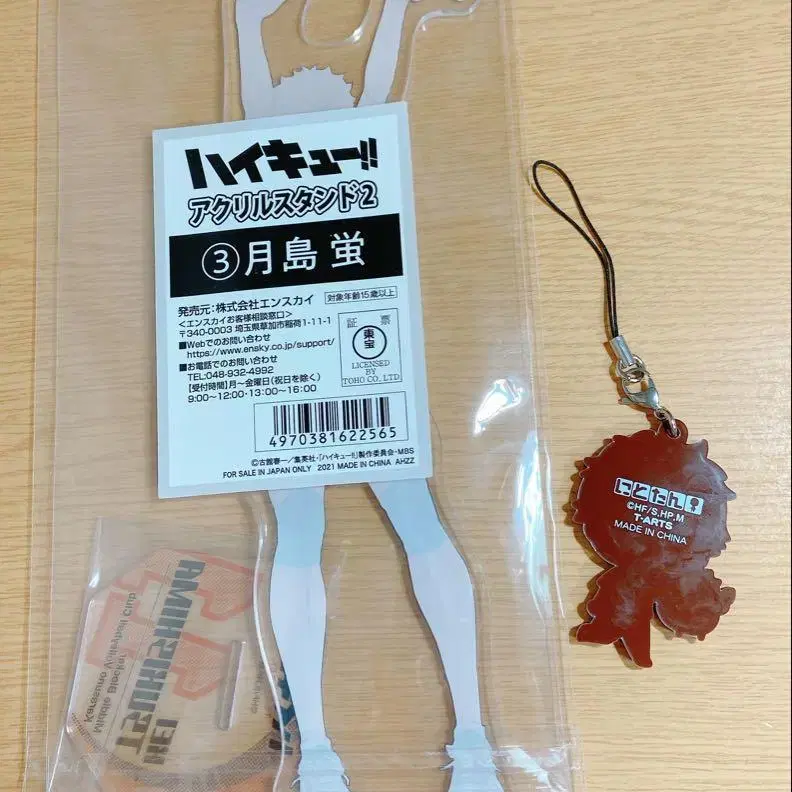 ハイキュー!!
アクリルスタンド2
③月島 蛍
発売元:株式会社エンスカイ
対象年齢15歳以上
<エンスカイお客様相談窓口>
〒340-0003 埼玉県草加市稲荷1-11-1
■Webでのお問い合わせ
https://www.ensky.co.jp/support/
■お電話でのお問い合わせ
TEL:048-932-4992
【受付時間】月~金曜日(祝日を除く)
9:00~12:00・13:00~16:00
証 票
東宝
LICENSED
BY
TOHO CO., LTD
4970381622565
©古舘春一/集英社・「ハイキュー!!」製作委員会・MBS
FOR SALE IN JAPAN ONLY 2021 MADE IN CHINA AHZZ
にとたん
©HF/S.HP.M
T-ARTS
MADE IN CHINA
Karasuno Volleyball Club
Middle Blocker
TSUKISHIMA
KEI